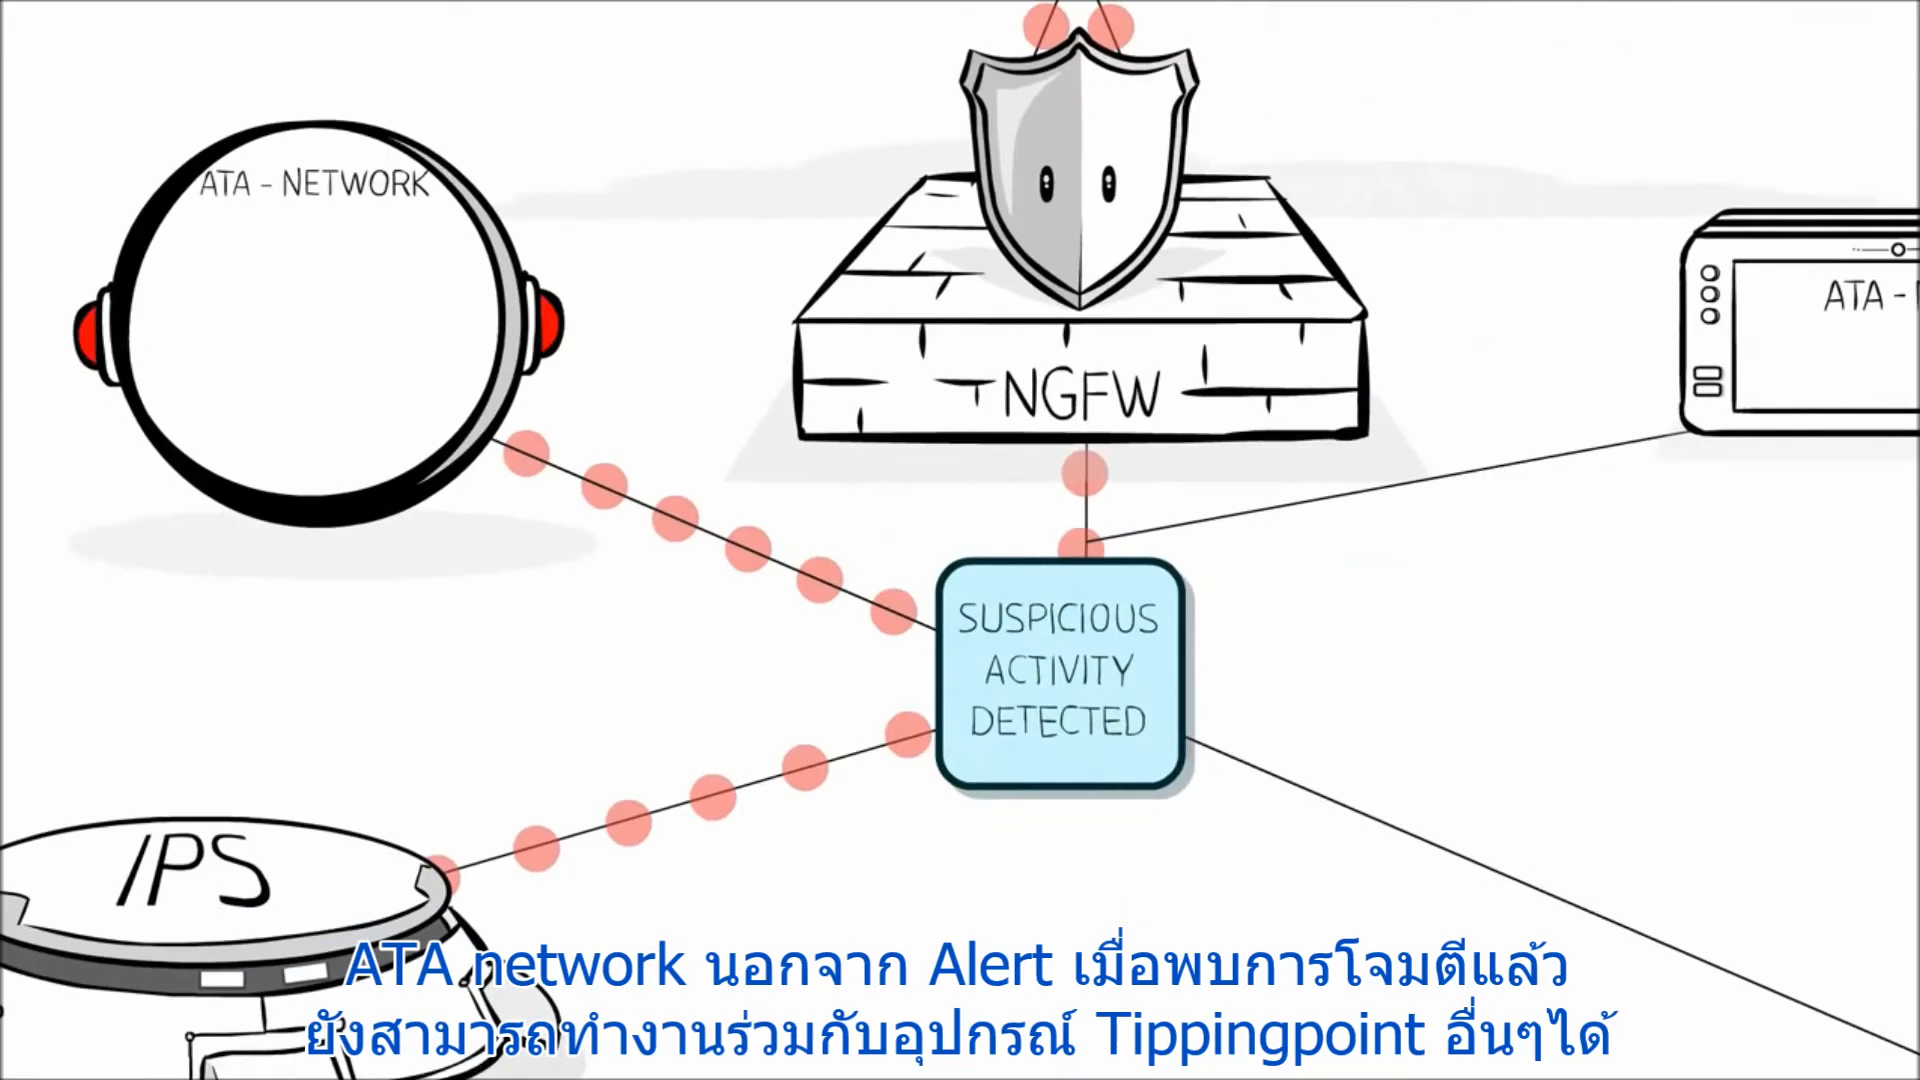 ATA - NETWORK
NGFW
ATA -
SUSPICIOUS
ACTIVITY
DETECTED
IPS
ATA network นอกจาก Alert เมื่อพบการโจมตีแล้ว
ยังสามารถทำงานร่วมกับอุปกรณ์ Tippingpoint อื่นๆได้